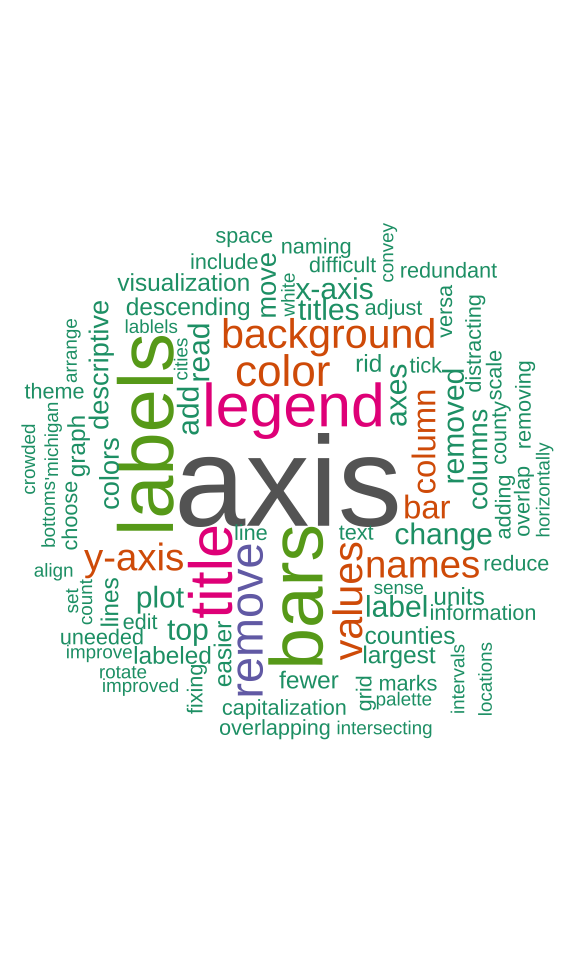 space
naming
convey
include
difficult
redundant
visualization
move
white
x-axis
descending
titles
adjust
versa
lablels
cities
read
background
distracting
arrange
descriptive
labels
color
rid
tick
scale
theme
add
legend
axes
column
removed
columns
county
removing
crowded
bottoms'michigan
graph
choose
colors
axis
bar
adding
overlap
horizontally
line
text
change
y-axis
title
remove
bars
values
names
reduce
align
set
count
lines
plot
sense
label
units
information
edit
top
uneeded
counties
improve
labeled
easier
largest
rotate
improved
fixing
fewer
grid
marks
palette
intervals
locations
capitalization
overlapping
intersecting